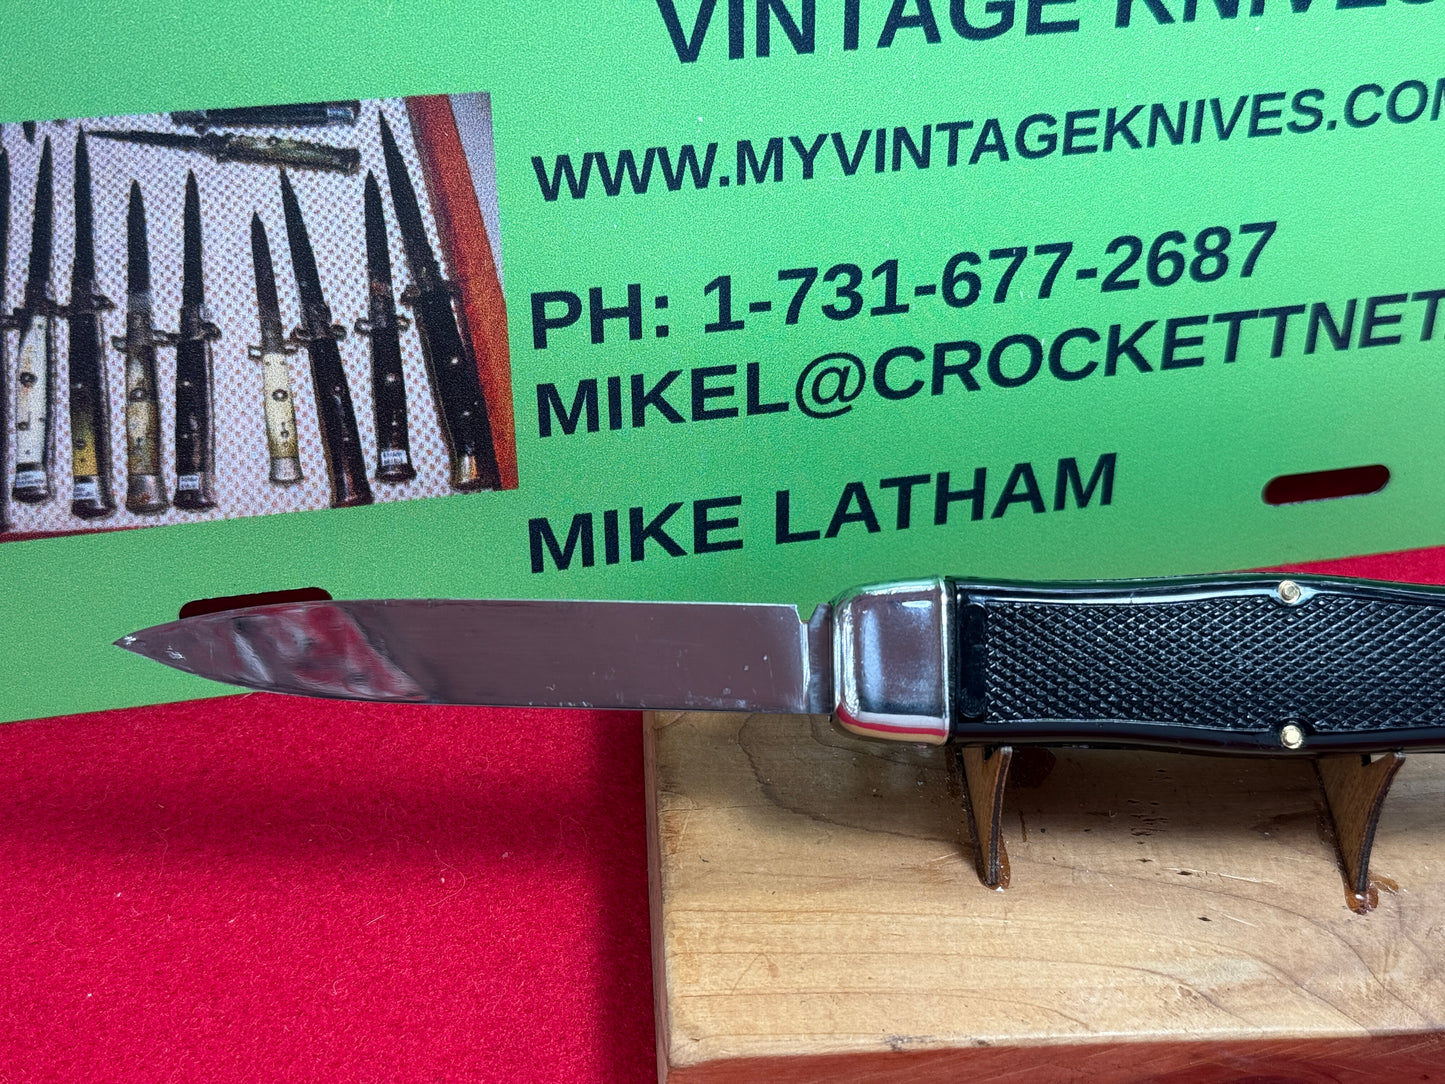 VINTAGE KNIVES
WWW.MYVINTAGEKNIVES.COM
PH: 1-731-677-2687
MIKEL@CROCKETTNET
MIKE LATHAM